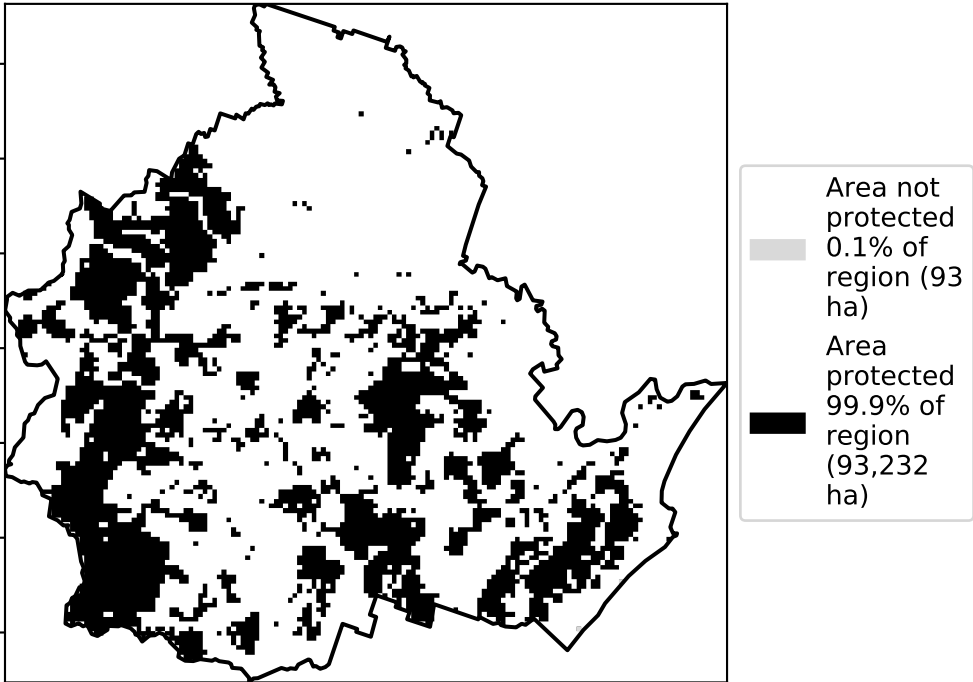 Area not
protected
0.1% of
region (93
ha)
Area
protected
99.9% of
region
(93,232
ha)